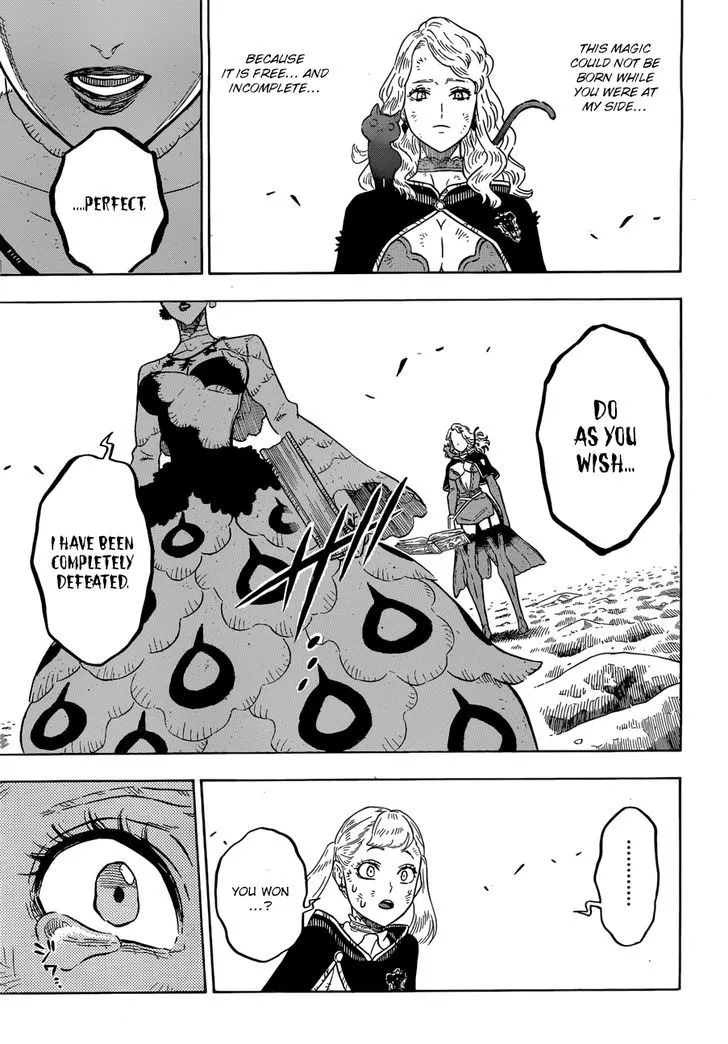 THIS MAGIC
COULD NOT BE
BORN WHILE
YOU WERE AT
MY SIDE...
BECAUSE
IT IS FREE... AND
INCOMPLETE...
....PERFECT.
DO
AS YOU
WISH...
I HAVE BEEN
COMPLETELY
DEFEATED.
.........
YOU WON
...?